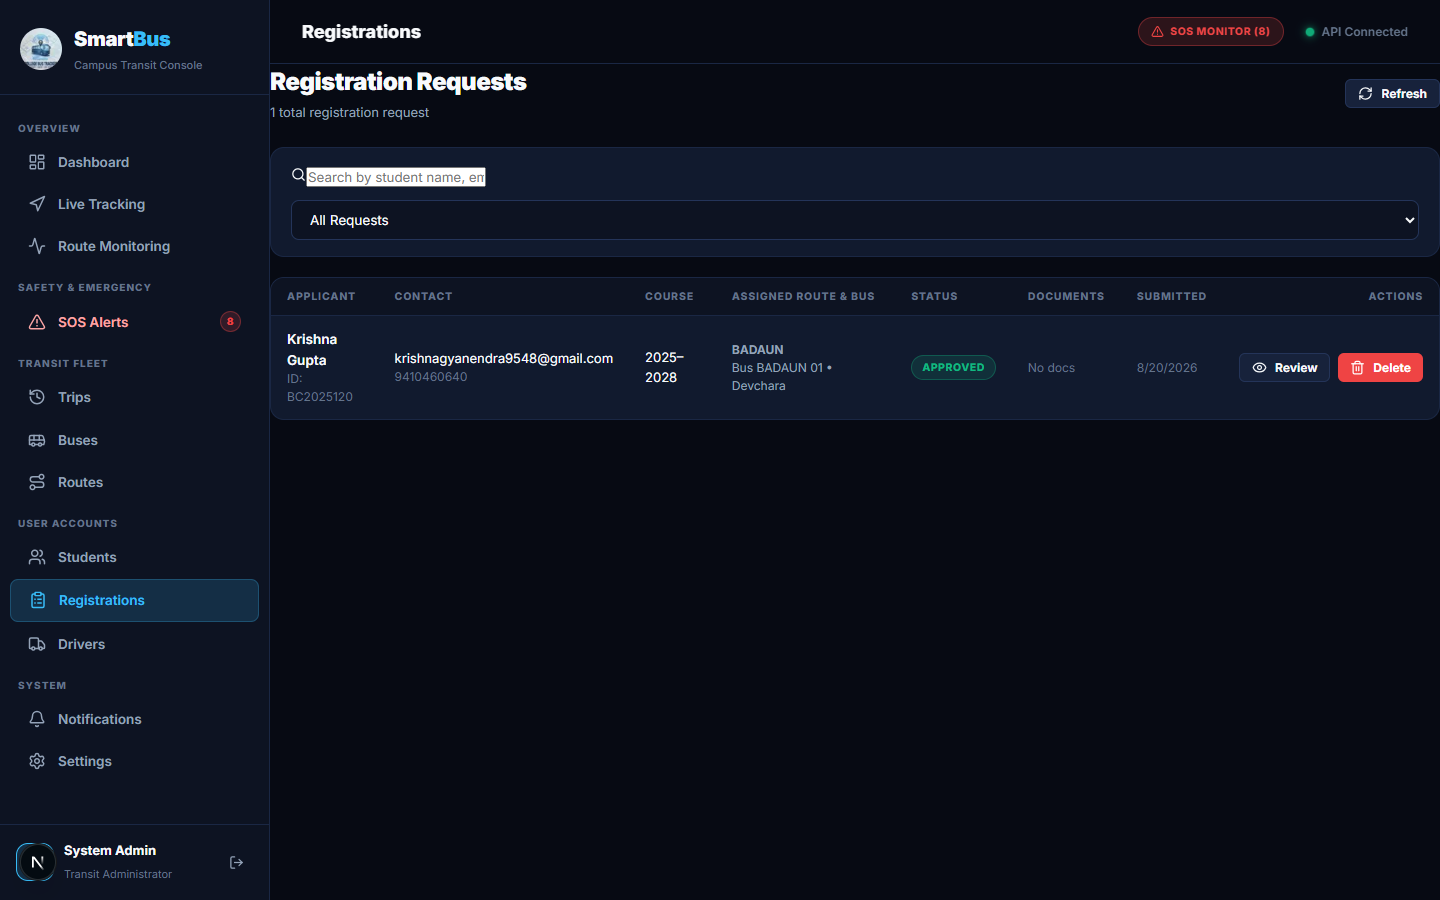 SmartBus
Campus Transit Console
OVERVIEW
Dashboard
Live Tracking
Route Monitoring
SAFETY & EMERGENCY
SOS Alerts
8
TRANSIT FLEET
Trips
Buses
Routes
USER ACCOUNTS
Students
Registrations
Drivers
SYSTEM
Notifications
Settings
N
System Admin
Transit Administrator
Registrations
SOS MONITOR (8)
API Connected
Registration Requests
1 total registration request
Refresh
Search by student name, em
All Requests
APPLICANT CONTACT COURSE ASSIGNED ROUTE & BUS STATUS DOCUMENTS SUBMITTED ACTIONS
Krishna
Gupta
ID:
BC2025120
krishnagyanendra9548@gmail.com
9410460640
2025–
2028
BADAUN
Bus BADAUN 01 •
Devchara
APPROVED
No docs
8/20/2026
Review
Delete